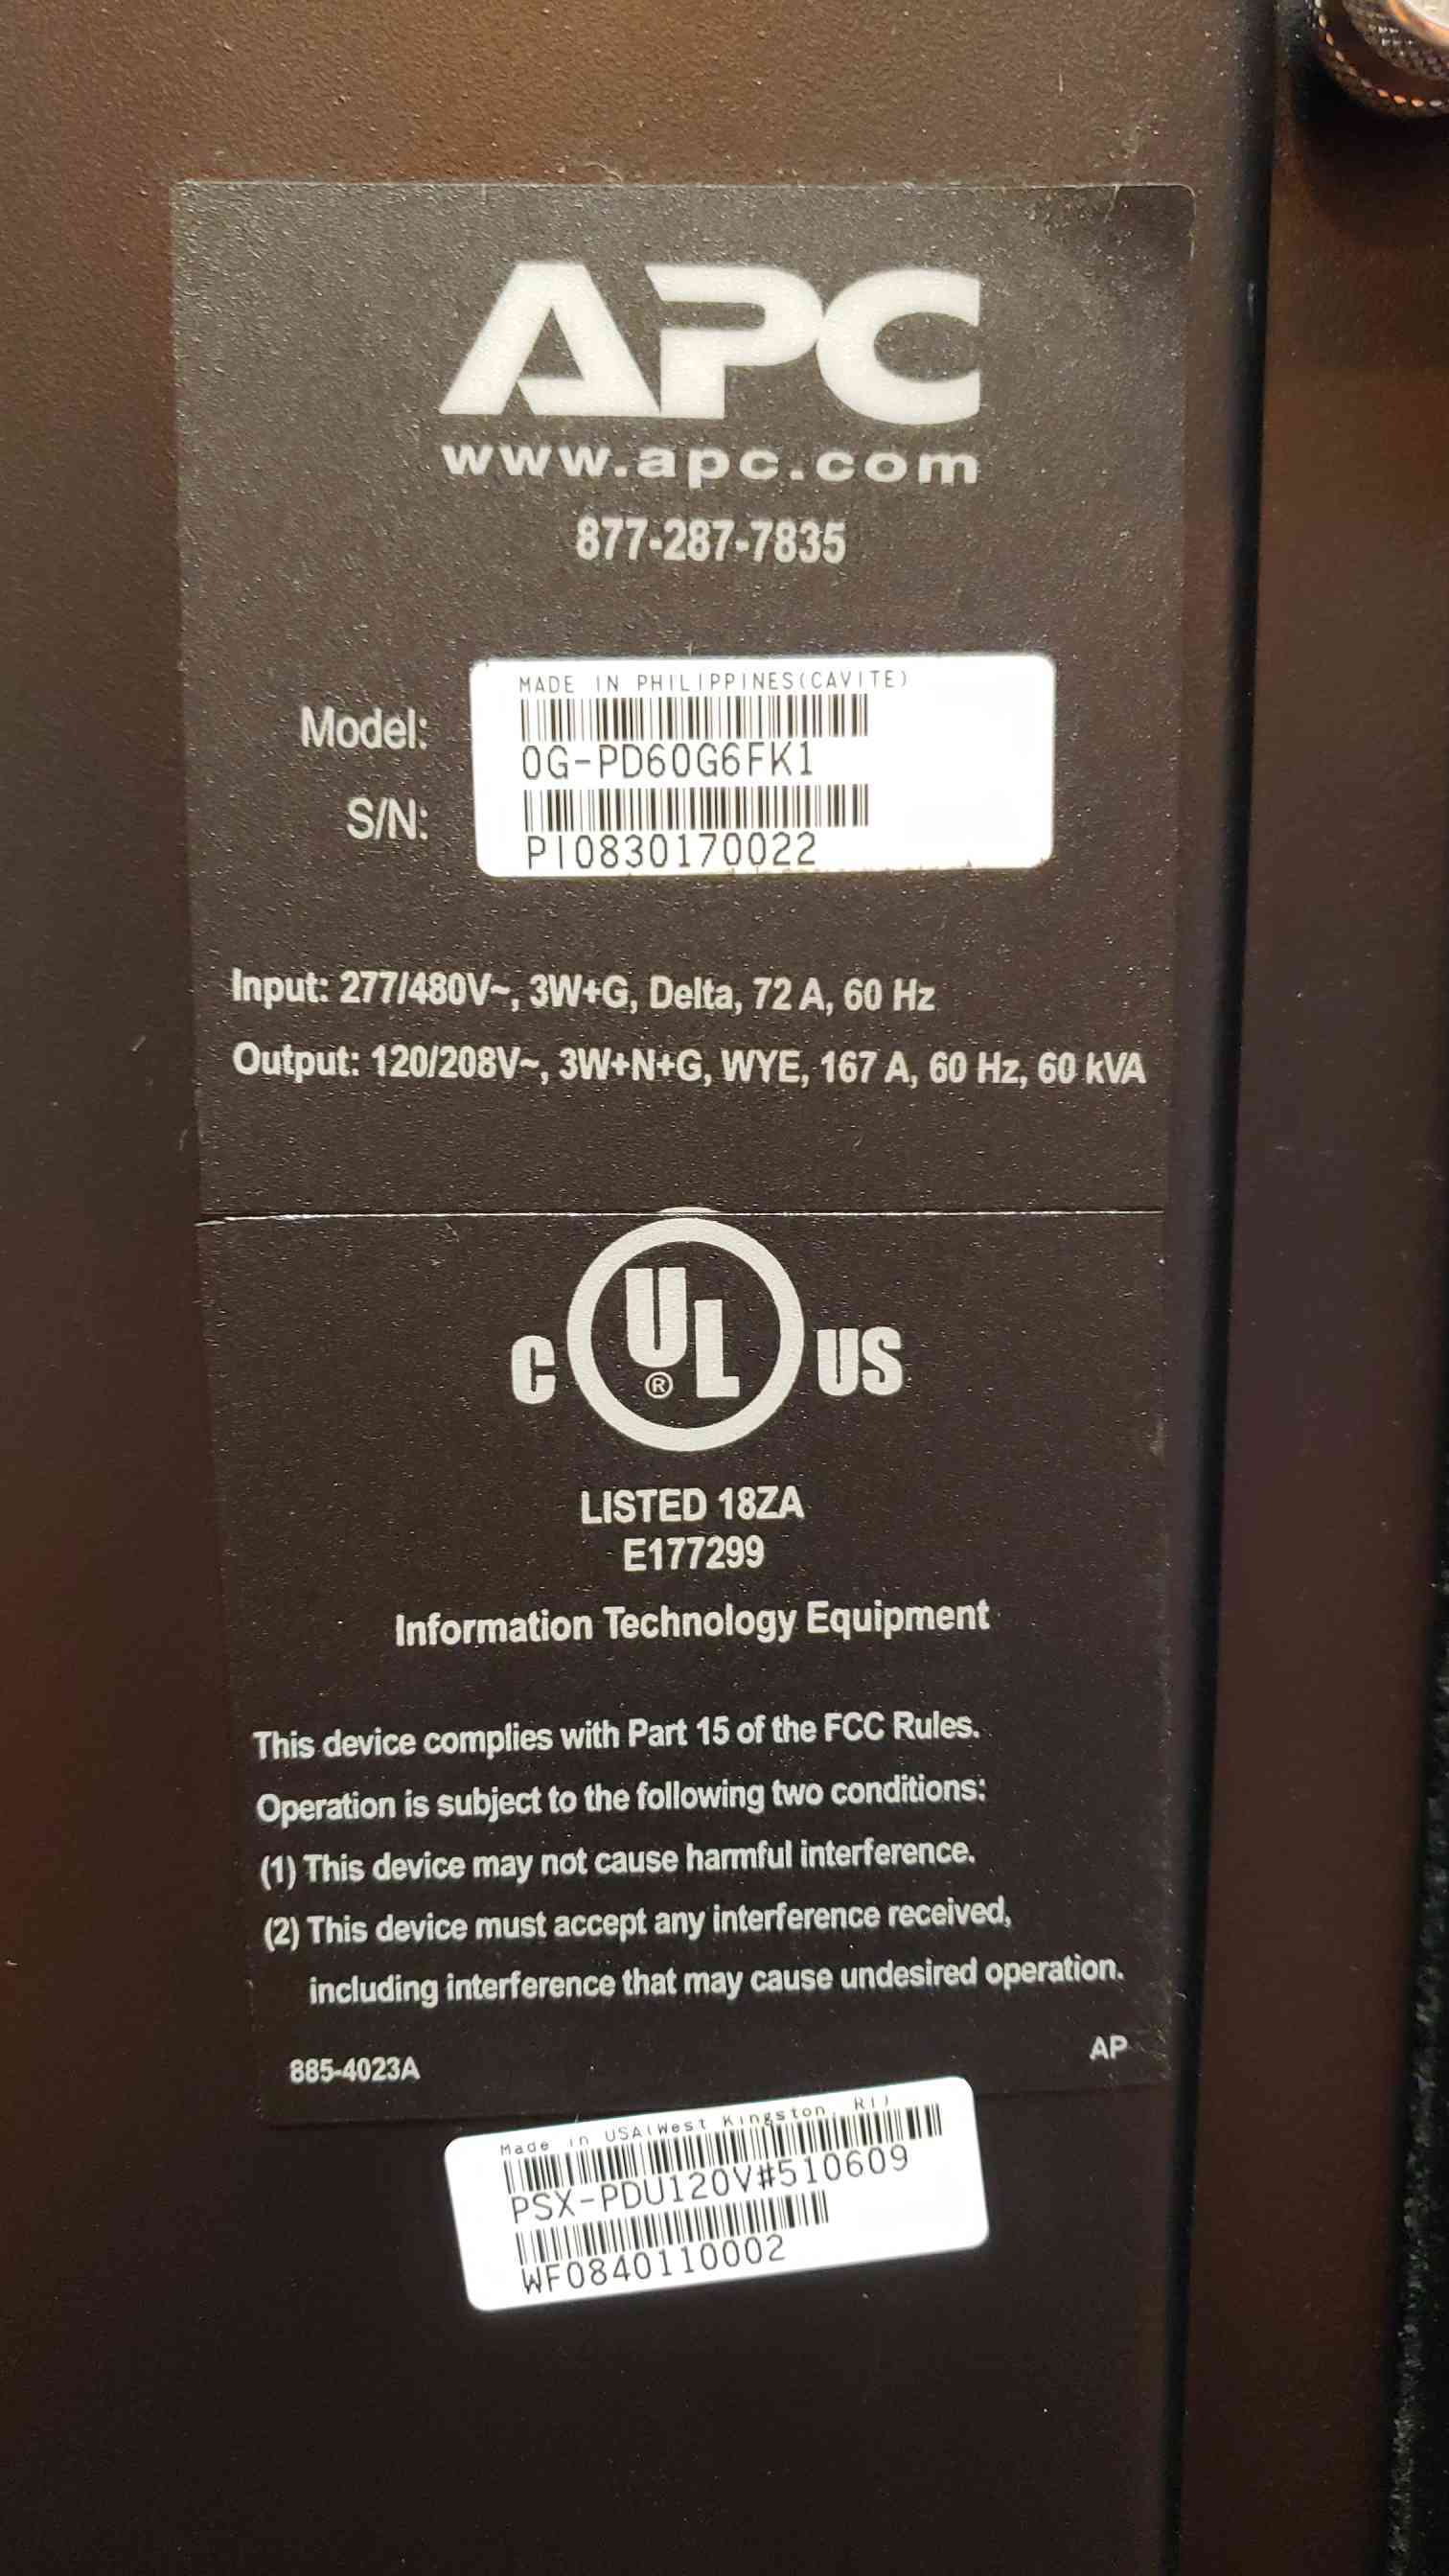 APC
www.apc.com
877-287-7835
MADE IN PHILIPPINES(CAVITE)
Model:
0G-PD60G6FK1
S/N:
PI0830170022
Input: 277/480V~, 3W+G, Delta, 72 A, 60 Hz
Output: 120/208V~, 3W+N+G, WYE, 167 A, 60 Hz, 60 kVA
C UL® US
LISTED 18ZA
E177299
Information Technology Equipment
This device complies with Part 15 of the FCC Rules.
Operation is subject to the following two conditions:
(1) This device may not cause harmful interference.
(2) This device must accept any interference received,
including interference that may cause undesired operation.
885-4023A
AP
Made in USA(West Kingston, RI)
PSX-PDU120V#510609
WF0840110002